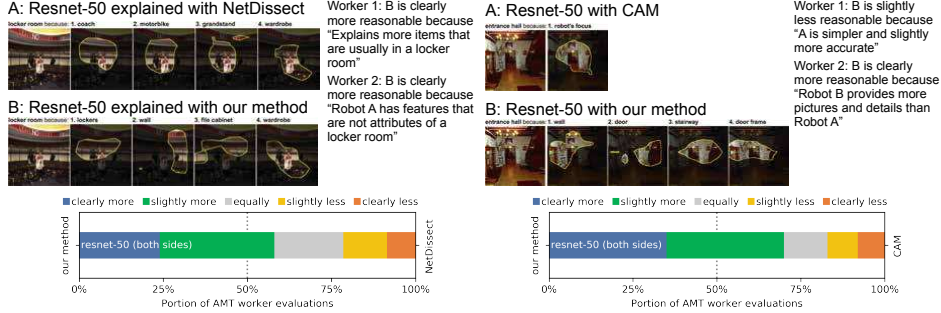 A: Resnet-50 explained with NetDissect
locker room because: 1. coach 2. motorbike 3. grandstand 4. wardrobe
B: Resnet-50 explained with our method
locker room because: 1. lockers 2. wall 3. file cabinet 4. wardrobe
Worker 1: B is clearly
more reasonable because
“Explains more items that
are usually in a locker
room”
Worker 2: B is clearly
more reasonable because
“Robot A has features that
are not attributes of a
locker room”
clearly more slightly more equally slightly less clearly less
our method
resnet-50 (both sides)
NetDissect
0% 25% 50% 75% 100%
Portion of AMT worker evaluations
A: Resnet-50 with CAM
entrance hall because: 1. robot's focus
B: Resnet-50 with our method
entrance hall because: 1. wall 2. door 3. stairway 4. door frame
Worker 1: B is slightly
less reasonable because
“A is simpler and slightly
more accurate”
Worker 2: B is clearly
more reasonable because
“Robot B provides more
pictures and details than
Robot A”
clearly more slightly more equally slightly less clearly less
our method
resnet-50 (both sides)
CAM
0% 25% 50% 75% 100%
Portion of AMT worker evaluations